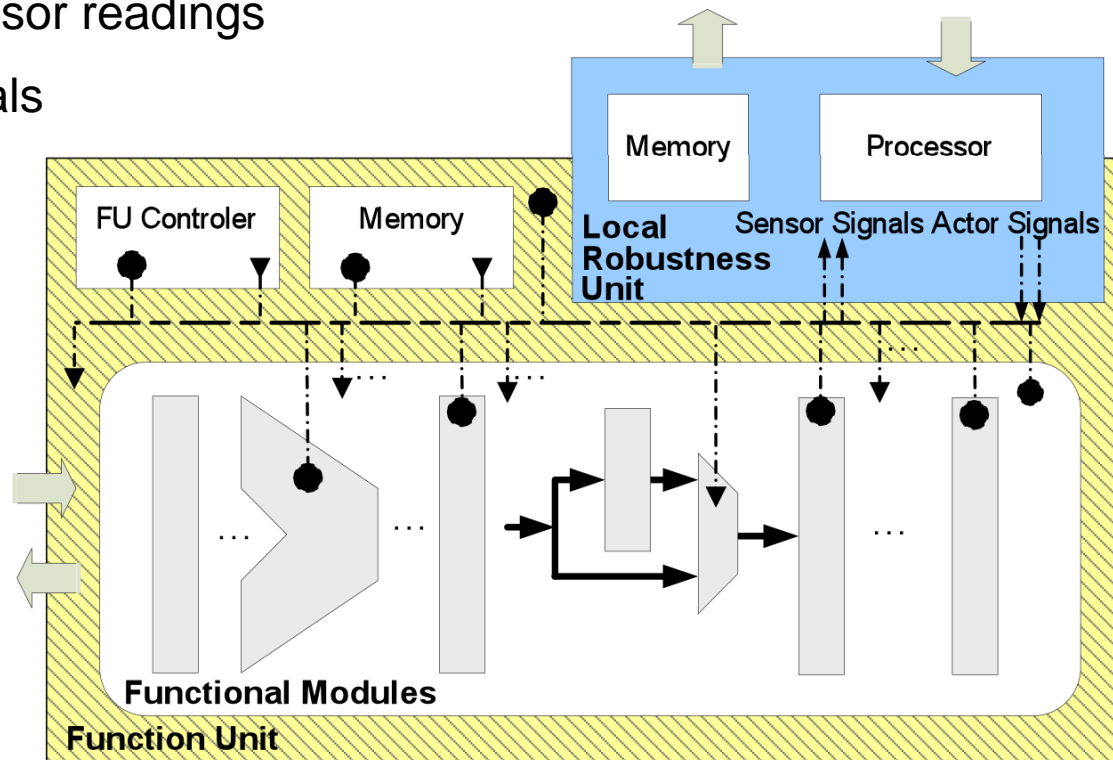 sor readings
als
Memory
Processor
FU Controler
Memory
Local
Robustness
Unit
Sensor Signals Actor Signals
...
...
...
...
...
...
Functional Modules
Function Unit